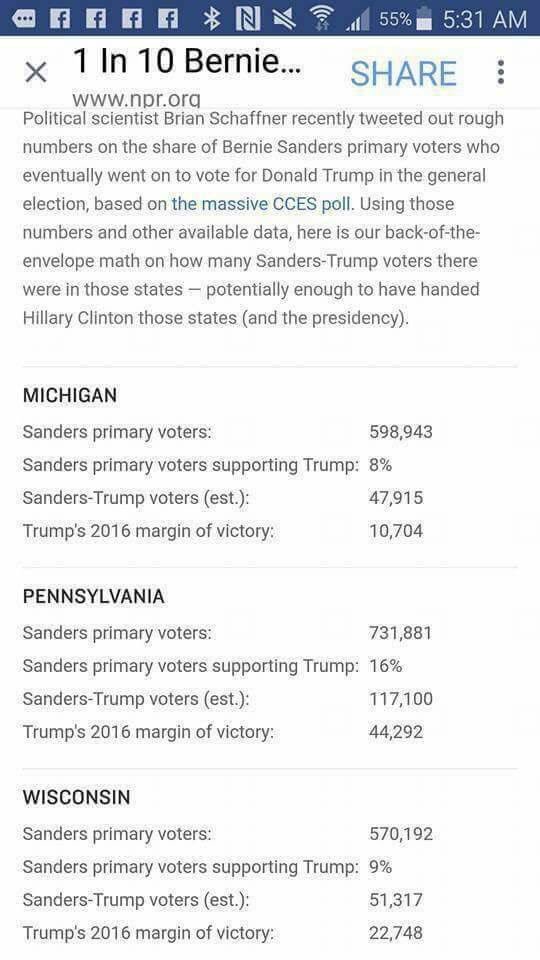 55% 5:31 AM
1 In 10 Bernie... SHARE
www.npr.org
Political scientist Brian Schaffner recently tweeted out rough
numbers on the share of Bernie Sanders primary voters who
eventually went on to vote for Donald Trump in the general
election, based on the massive CCES poll. Using those
numbers and other available data, here is our back-of-the-
envelope math on how many Sanders-Trump voters there
were in those states — potentially enough to have handed
Hillary Clinton those states (and the presidency).
MICHIGAN
Sanders primary voters: 598,943
Sanders primary voters supporting Trump: 8%
Sanders-Trump voters (est.): 47,915
Trump's 2016 margin of victory: 10,704
PENNSYLVANIA
Sanders primary voters: 731,881
Sanders primary voters supporting Trump: 16%
Sanders-Trump voters (est.): 117,100
Trump's 2016 margin of victory: 44,292
WISCONSIN
Sanders primary voters: 570,192
Sanders primary voters supporting Trump: 9%
Sanders-Trump voters (est.): 51,317
Trump's 2016 margin of victory: 22,748